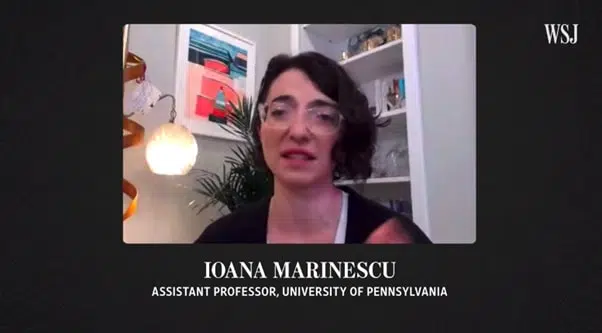 WSJ
IOANA MARINESCU
ASSISTANT PROFESSOR, UNIVERSITY OF PENNSYLVANIA